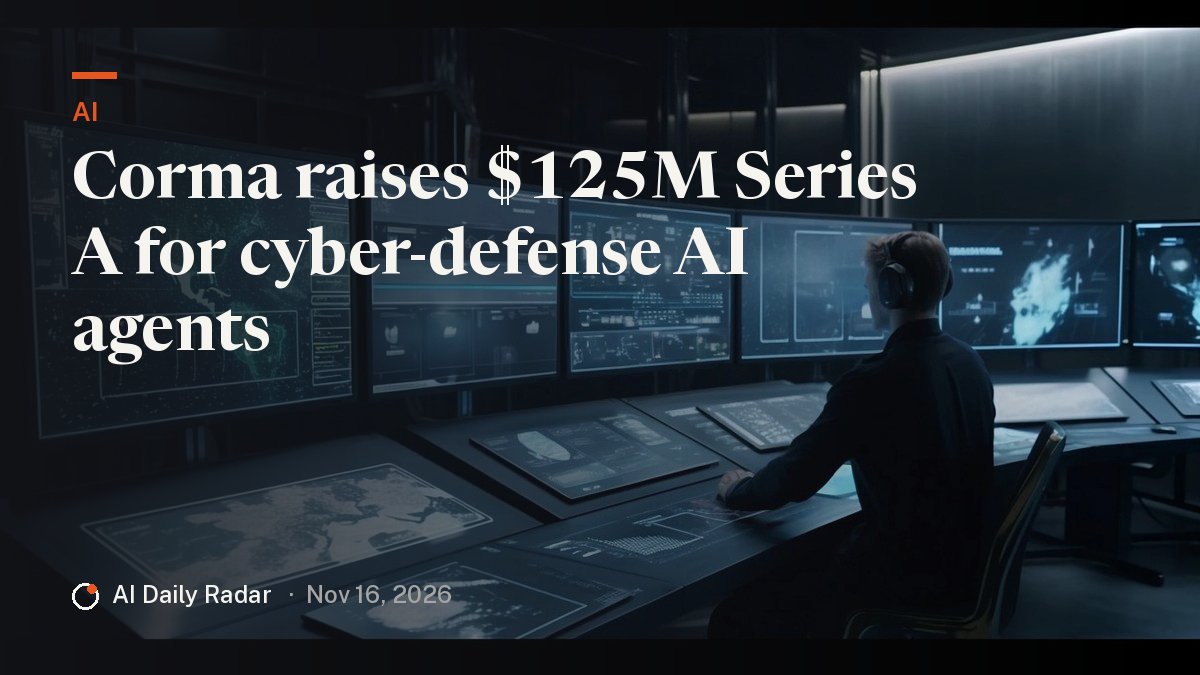 AI
Corma raises $125M Series
A for cyber-defense AI
agents
AI Daily Radar · Nov 16, 2026